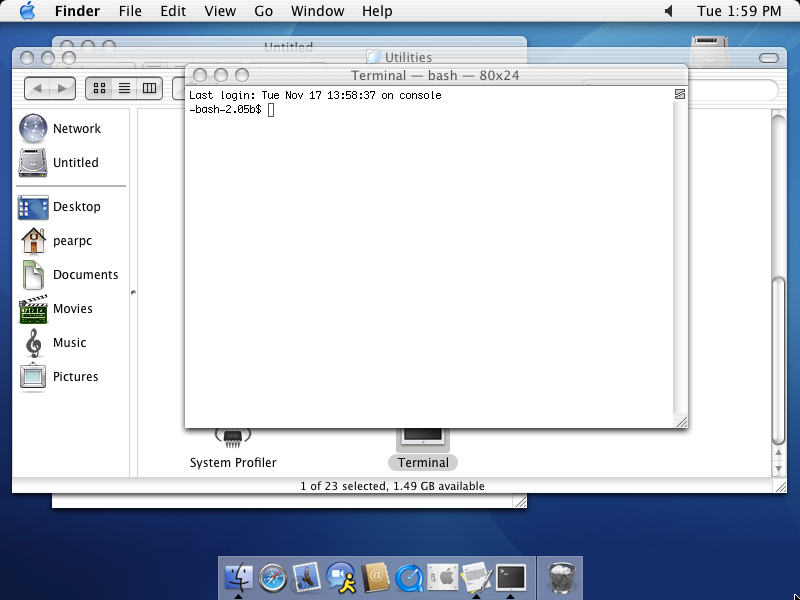 Finder File Edit View Go Window Help Tue 1:59 PM
Untitled
Utilities
Terminal — bash — 80x24
Last login: Tue Nov 17 13:58:37 on console
-bash-2.05b$
Network
Untitled
Desktop
pearpc
Documents
Movies
Music
Pictures
System Profiler Terminal
1 of 23 selected, 1.49 GB available